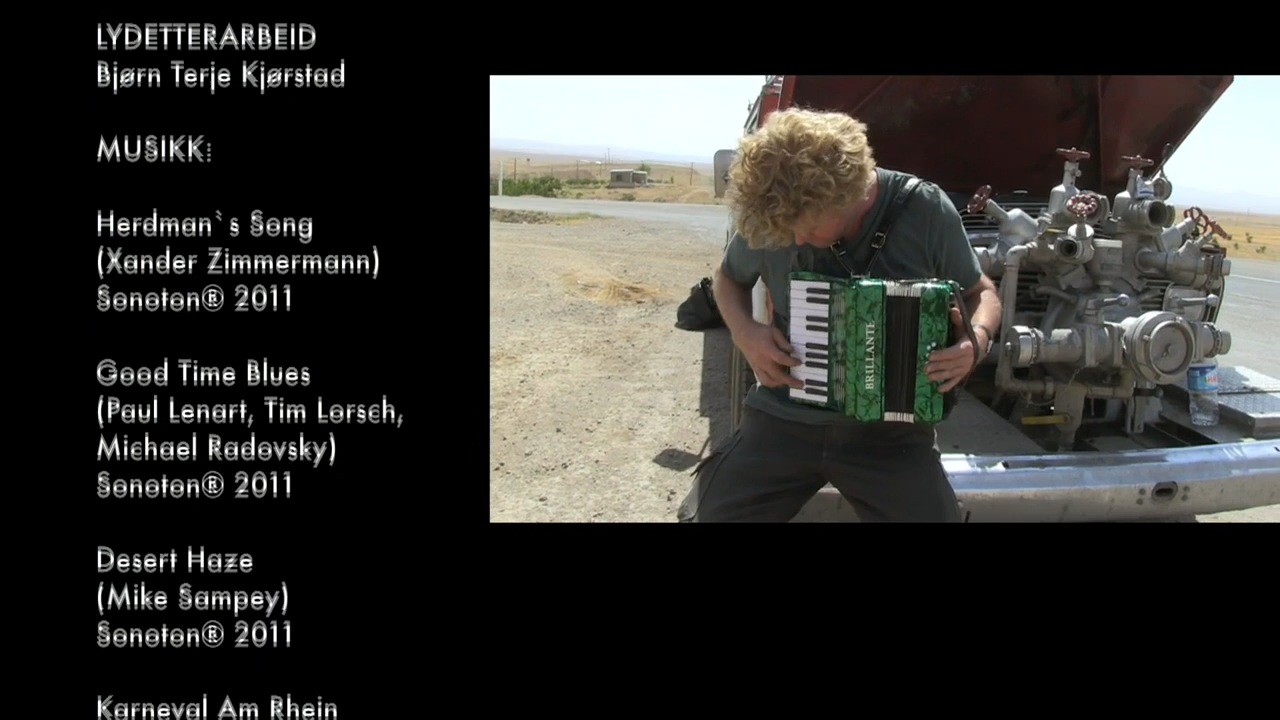 LYDETTERARBEID
Bjørn Terje Kjørstad
MUSIKK:
Herdman`s Song
(Xander Zimmermann)
Sonoton® 2011
Good Time Blues
(Paul Lenart, Tim Lorsch,
Michael Radovsky)
Sonoton® 2011
Desert Haze
(Mike Sampey)
Sonoton® 2011
Karneval Am Rhein
BRILLANTE